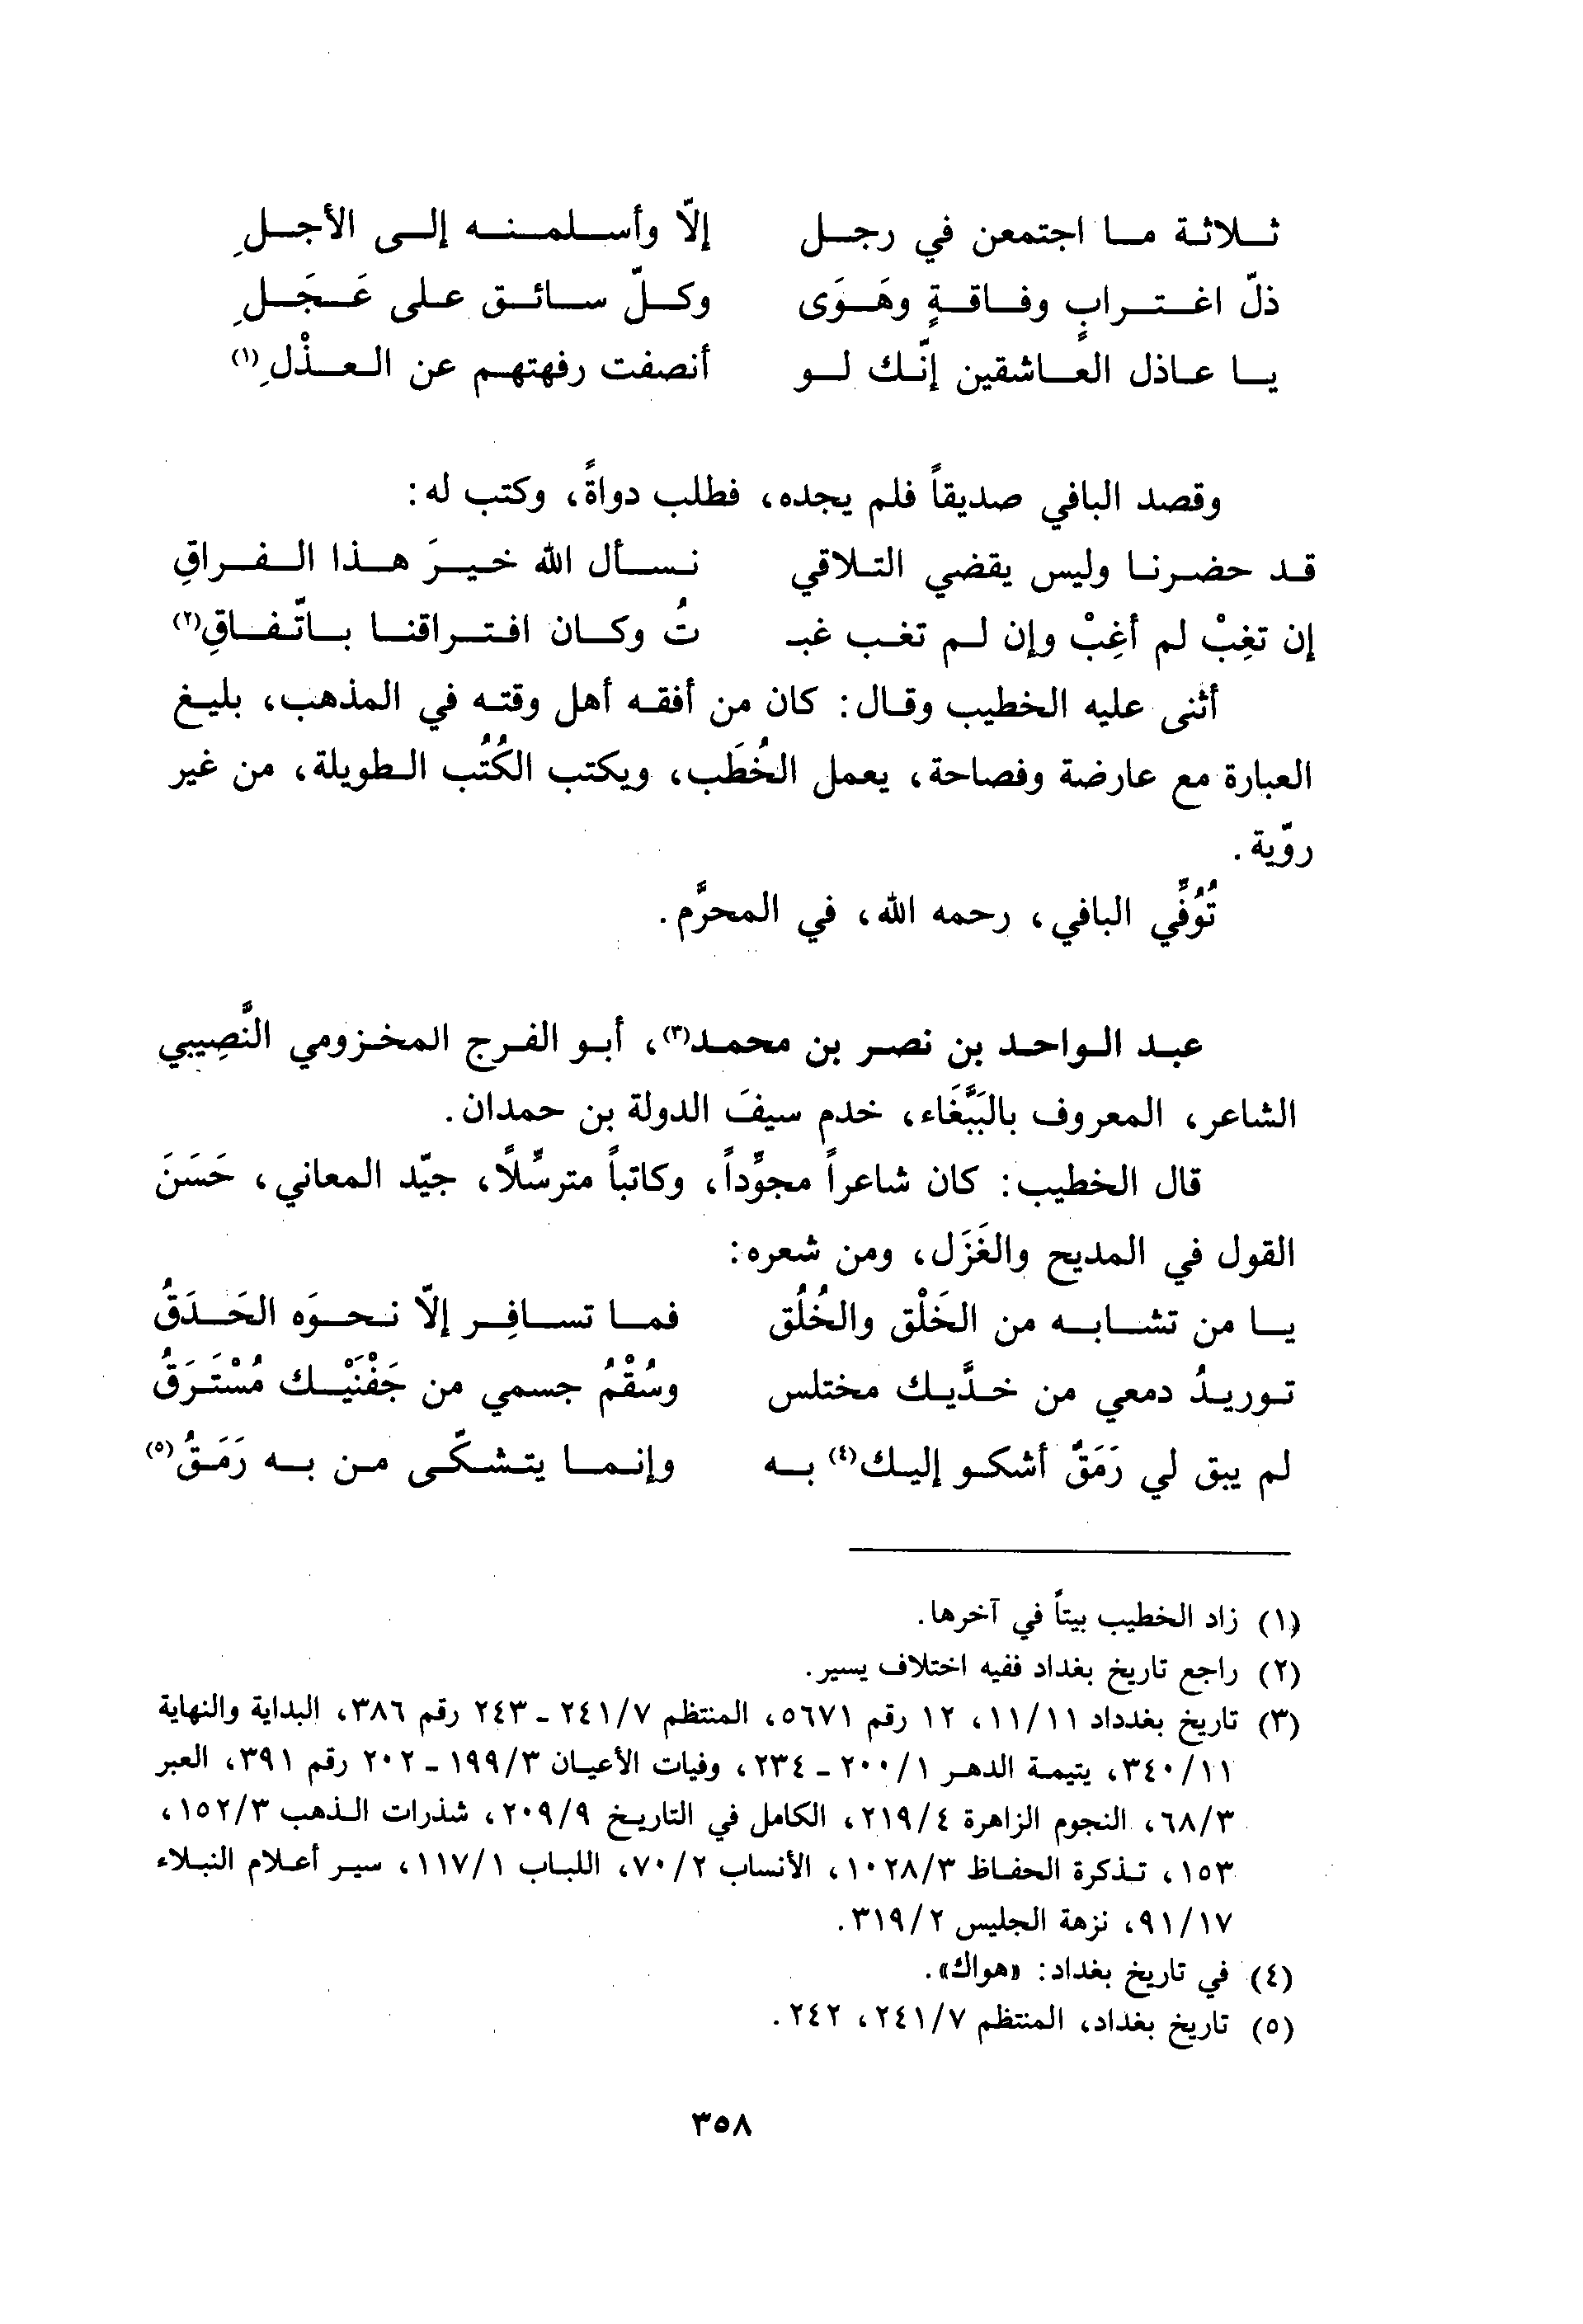 ثلاثة ما اجتمعن في رجل إلّا وأسلمنه إلى الأجلِ
ذلّ اغترابٍ وفاقةٍ وهَوَى وكلّ سائق على عَجَلِ
يا عاذل العاشقين إنّك لو أنصفت رفهتهم عن العذْلِ(١)
وقصد البافي صديقاً فلم يجده، فطلب دواةً، وكتب له:
قد حضرنا وليس يقضي التلاقي نسأل الله خيرَ هذا الفراقِ
إن تغِبْ لم أغِبْ وإن لم تغب غبـ تُ وكان افتراقنا باتّفاقِ(٢)
أثنى عليه الخطيب وقال: كان من أفقه أهل وقته في المذهب، بليغ
العبارة مع عارضة وفصاحة، يعمل الخُطَب، ويكتب الكُتُب الطويلة، من غير
رويّة.
تُوُفِّي البافي، رحمه الله، في المحرَّم.
عبد الواحد بن نصر بن محمد(٣)، أبو الفرج المخزومي النَّصِيبي
الشاعر، المعروف بالبَبَّغَاء، خدم سيفَ الدولة بن حمدان.
قال الخطيب: كان شاعراً مجوِّداً، وكاتباً مترسِّلًا، جيّد المعاني، حَسَنَ
القول في المديح والغَزَل، ومن شعره:
يا من تشابه من الخَلْق والخُلُق فما تسافِر إلّا نحوَه الحَدَقُ
توريدُ دمعي من خدَّيك مختلس وسُقْمُ جسمي من جَفْنَيْك مُسْتَرَقُ
لم يبق لي رَمَقٌ أشكو إليك(٤) به وإنما يتشكّى من به رَمَقُ(٥)
(١) زاد الخطيب بيتاً في آخرها.
(٢) راجع تاريخ بغداد ففيه اختلاف يسير.
(٣) تاريخ بغدداد ١١/١١، ١٢ رقم ٥٦٧١، المنتظم ٢٤١/٧ ـ ٢٤٣ رقم ٣٨٦، البداية والنهاية
٣٤٠/١١، يتيمة الدهر ٢٠٠/١ ـ ٢٣٤، وفيات الأعيان ١٩٩/٣ ـ ٢٠٢ رقم ٣٩١، العبر
٦٨/٣، النجوم الزاهرة ٢١٩/٤، الكامل في التاريخ ٢٠٩/٩، شذرات الذهب ١٥٢/٣،
١٥٣، تذكرة الحفاظ ١٠٢٨/٣، الأنساب ٧٠/٢، اللباب ١١٧/١، سير أعلام النبلاء
٩١/١٧، نزهة الجليس ٣١٩/٢.
(٤) في تاريخ بغداد: «هواك».
(٥) تاريخ بغداد، المنتظم ٢٤١/٧، ٢٤٢.
٣٥٨